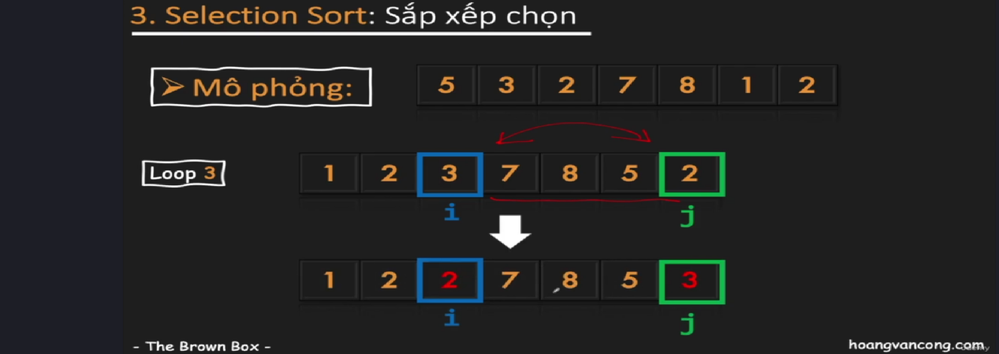 3. Selection Sort: Sắp xếp chọn
➢ Mô phỏng:
5 3 2 7 8 1 2
Loop 3
1 2 3 7 8 5 2
i j
1 2 2 7 8 5 3
i j
- The Brown Box -
hoangvancong.com